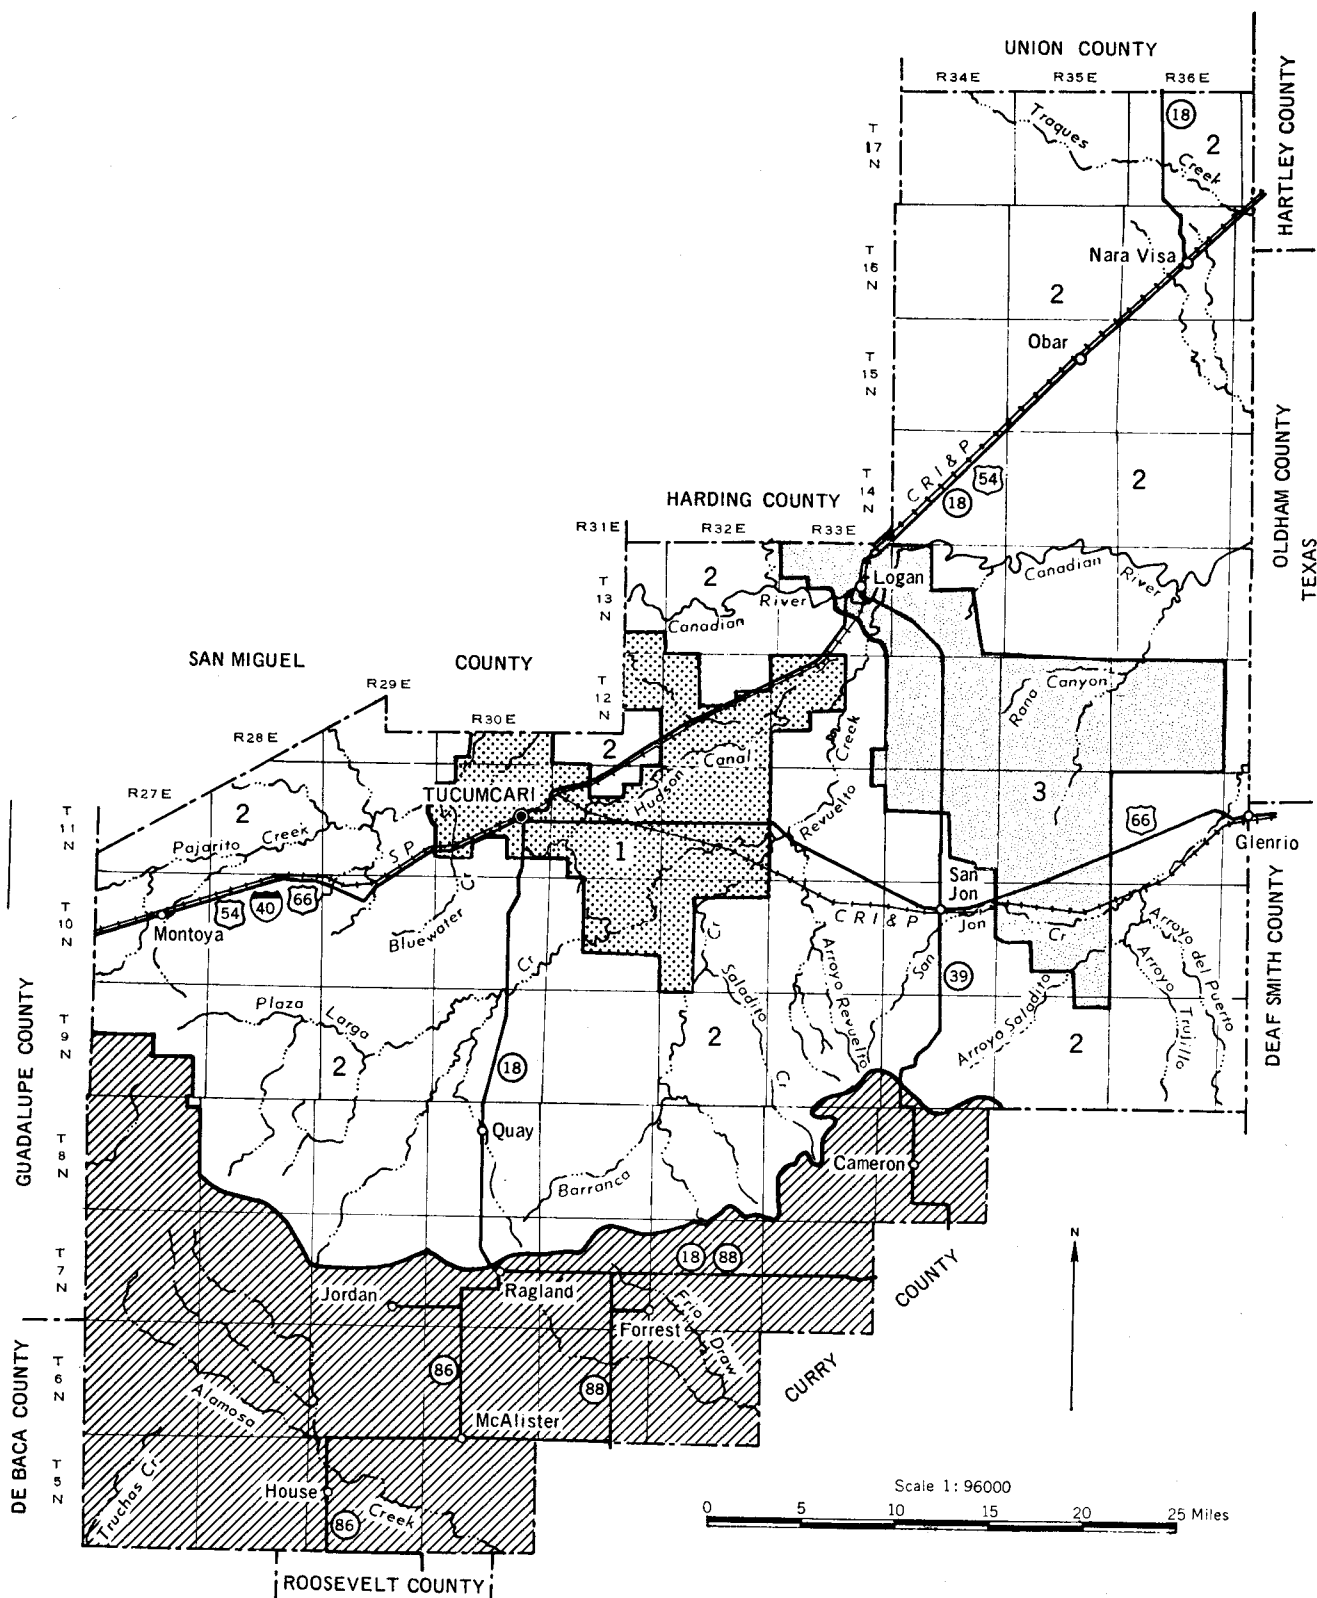 UNION COUNTY
R34E R35E R36E
HARTLEY COUNTY
T 17 N
Traques Creek
18
2
T 16 N
Nara Visa
2
Obar
T 15 N
OLDHAM COUNTY
TEXAS
CRI&P
54
18
2
T 14 N
HARDING COUNTY
R31E R32E R33E
Logan
Canadian River
2
T 13 N
River
Canadian
SAN MIGUEL COUNTY
R29E
R30E
T 12 N
Rana Canyon
R28E
2
Canal
Hudson
Creek
Revuelto
R27E
TUCUMCARI
2
3
66
T 11 N
Pajarito Creek
S P
1
Glenrio
San Jon
54 40 66
Cr
Bluewater
Montoya
T 10 N
CRI&P
Jon
Cr
San
39
Cr
Saladito
Arroyo Revuelto
Arroyo del Puerto
Arroyo Trujillo
Arroyo Saladito
DEAF SMITH COUNTY
GUADALUPE COUNTY
Plaza Larga
Cr
T 9 N
2
18
2
2
Cr
T 8 N
Quay
Cameron
Barranca
N
T 7 N
18 88
COUNTY
Jordan
Ragland
Frio Draw
Forrest
CURRY
DE BACA COUNTY
T 6 N
86
88
Alamosa
McAlister
T 5 N
Truchas Cr
House
86
Creek
Scale 1:96000
0 5 10 15 20 25 Miles
ROOSEVELT COUNTY